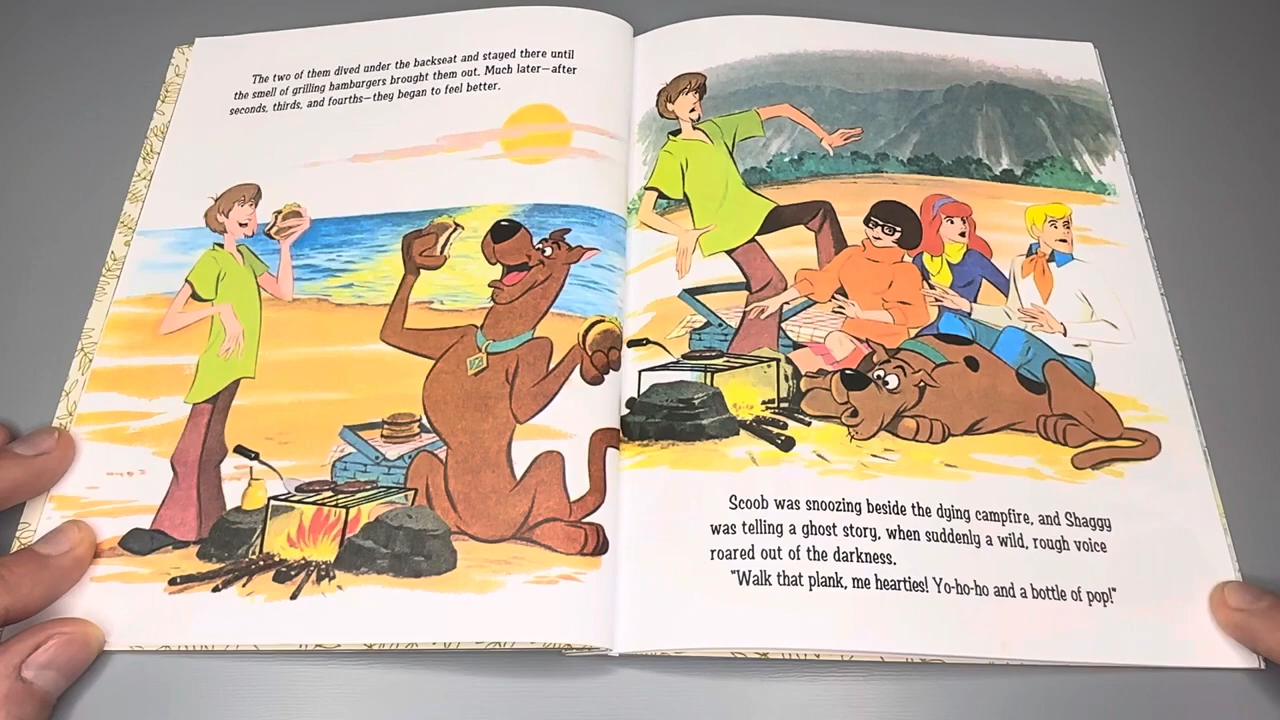 The two of them dived under the backseat and stayed there until
the smell of grilling hamburgers brought them out. Much later—after
seconds, thirds, and fourths—they began to feel better.
Scoob was snoozing beside the dying campfire, and Shaggy
was telling a ghost story, when suddenly a wild, rough voice
roared out of the darkness.
"Walk that plank, me hearties! Yo-ho-ho and a bottle of pop!"